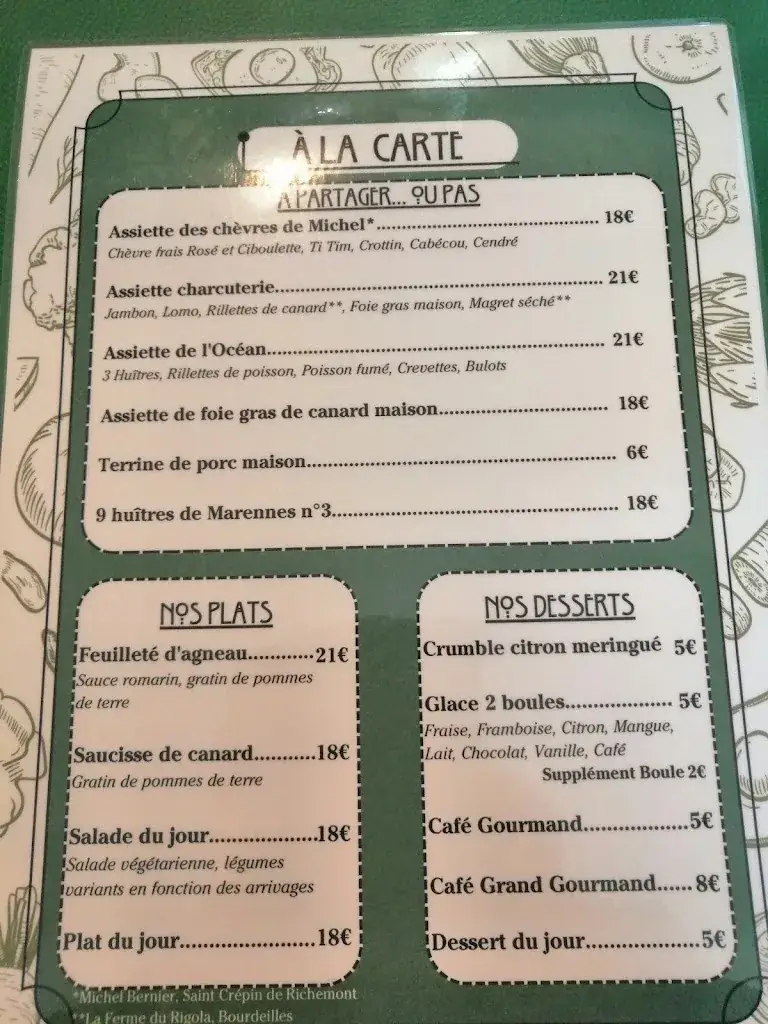 À LA CARTE
À PARTAGER... OU PAS
Assiette des chèvres de Michel*.......................................... 18€
Chèvre frais Rosé et Ciboulette, Ti Tim, Crottin, Cabécou, Cendré
Assiette charcuterie.............................................................. 21€
Jambon, Lomo, Rillettes de canard**, Foie gras maison, Magret séché**
Assiette de l'Océan................................................................ 21€
3 Huîtres, Rillettes de poisson, Poisson fumé, Crevettes, Bulots
Assiette de foie gras de canard maison................................ 18€
Terrine de porc maison.......................................................... 6€
9 huîtres de Marennes n°3...................................................... 18€
NOS PLATS
Feuilleté d'agneau............21€
Sauce romarin, gratin de pommes
de terre
Saucisse de canard...........18€
Gratin de pommes de terre
Salade du jour...................18€
Salade végétarienne, légumes
variants en fonction des arrivages
Plat du jour.......................18€
NOS DESSERTS
Crumble citron meringué 5€
Glace 2 boules................... 5€
Fraise, Framboise, Citron, Mangue,
Lait, Chocolat, Vanille, Café
Supplément Boule 2€
Café Gourmand.......................5€
Café Grand Gourmand...... 8€
Dessert du jour........................5€
*Michel Bernier, Saint Crépin de Richemont
**La Ferme du Rigola, Bourdeilles